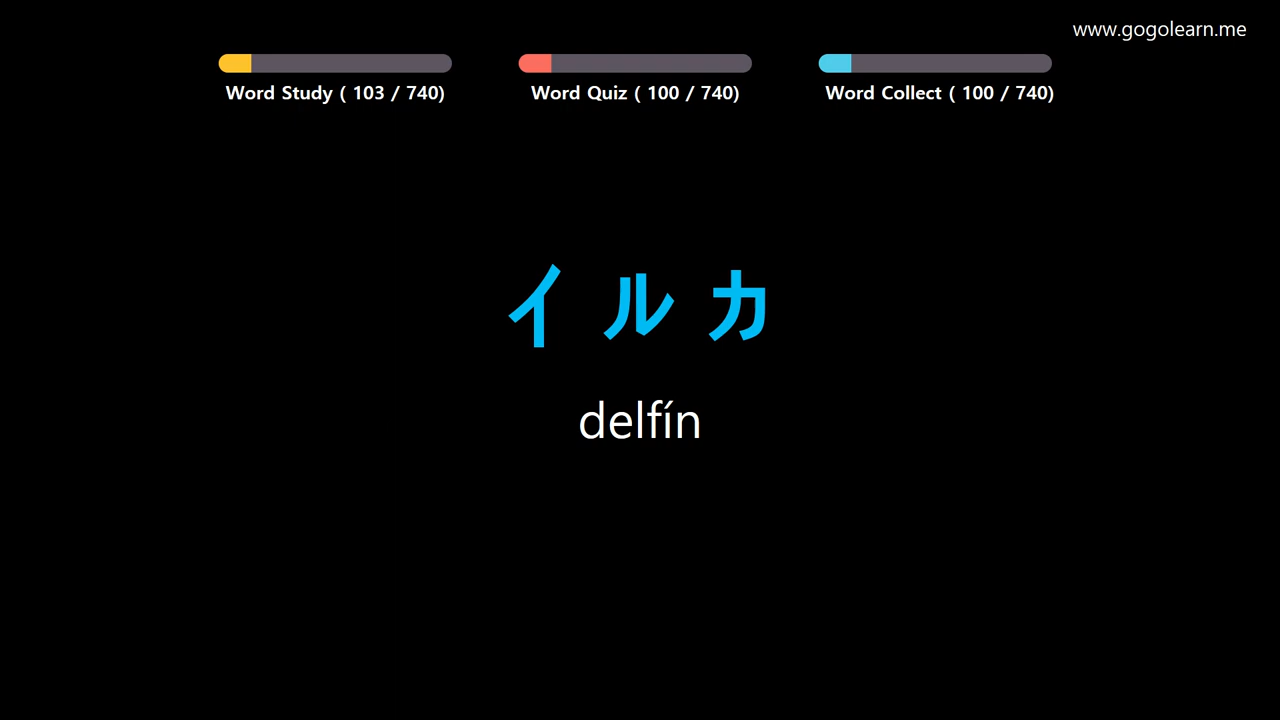 www.gogolearn.me
Word Study ( 103 / 740)
Word Quiz ( 100 / 740)
Word Collect ( 100 / 740)
イルカ
delfín